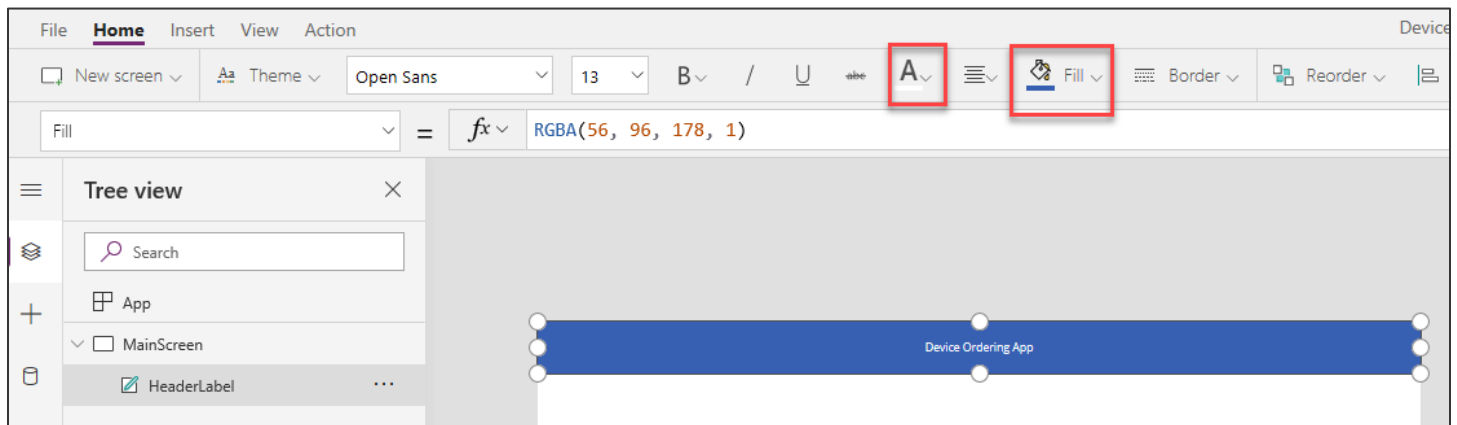 File Home Insert View Action Device
New screen Aa Theme Open Sans 13 B / U abc A Fill Border Reorder
Fill = fx RGBA(56, 96, 178, 1)
Tree view
Search
App
MainScreen
Device Ordering App
HeaderLabel ...